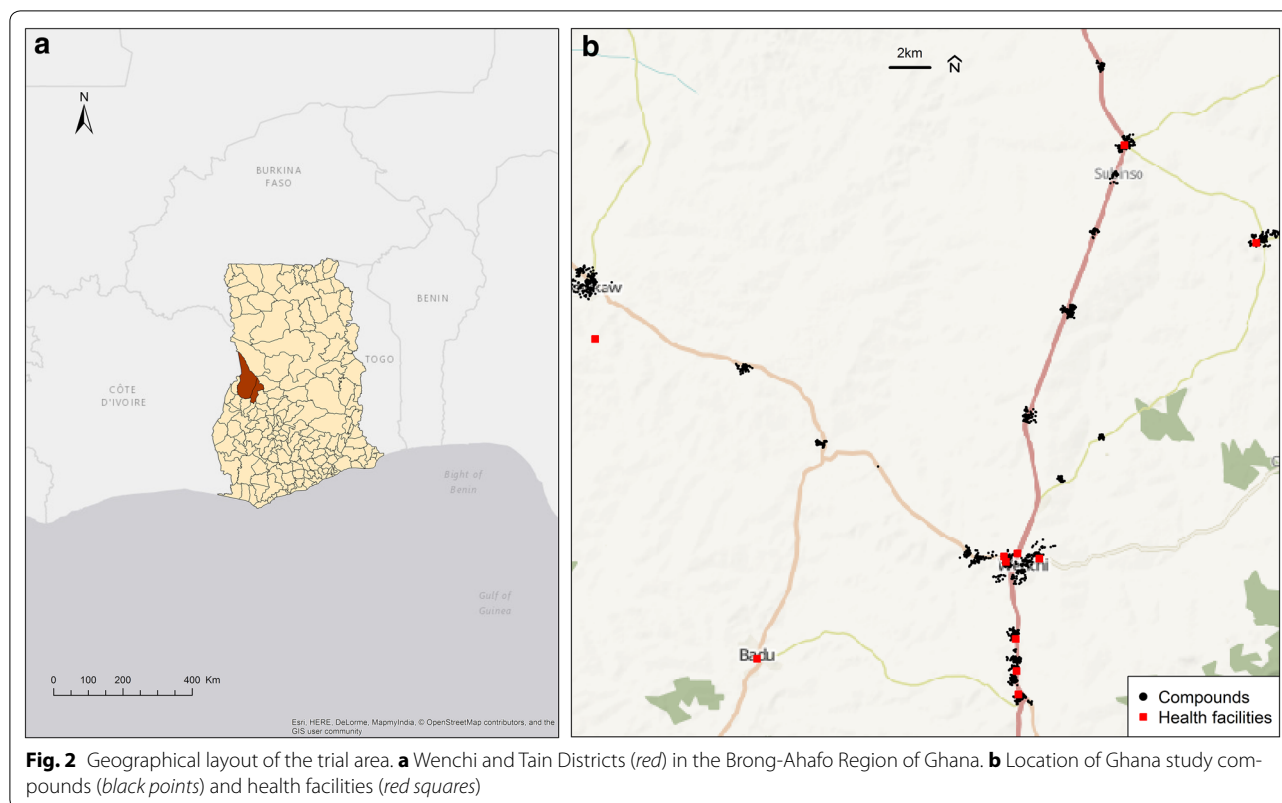 a
N
BURKINA
FASO
BENIN
TOGO
CÔTE
D'IVOIRE
Bight of
Benin
Gulf of
Guinea
0 100 200 400 Km
Esri, HERE, DeLorme, MapmyIndia, © OpenStreetMap contributors, and the
GIS user community
b
2km N
Badu
Compounds
Health facilities
Fig. 2 Geographical layout of the trial area. a Wenchi and Tain Districts (red) in the Brong-Ahafo Region of Ghana. b Location of Ghana study com-
pounds (black points) and health facilities (red squares)